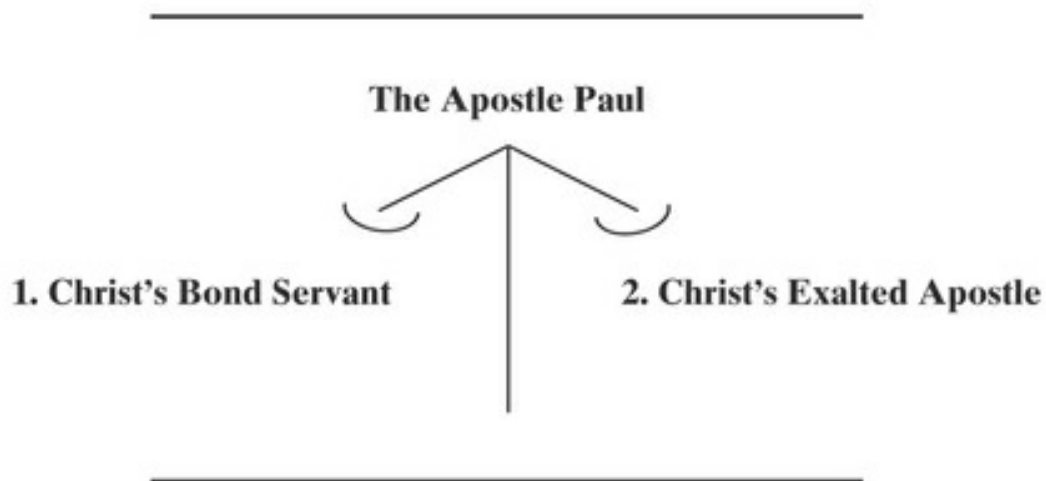 The Apostle Paul
1. Christ's Bond Servant
2. Christ's Exalted Apostle